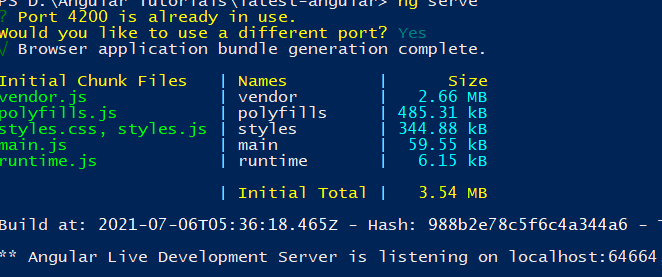 PS D:\Angular Tutorials\latest-angular> ng serve
? Port 4200 is already in use.
Would you like to use a different port? Yes
√ Browser application bundle generation complete.
Initial Chunk Files | Names | Size
vendor.js | vendor | 2.66 MB
polyfills.js | polyfills | 485.31 kB
styles.css, styles.js | styles | 344.88 kB
main.js | main | 59.55 kB
runtime.js | runtime | 6.15 kB
| Initial Total | 3.54 MB
Build at: 2021-07-06T05:36:18.465Z - Hash: 988b2e78c5f6c4a344a6 - T
** Angular Live Development Server is listening on localhost:64664